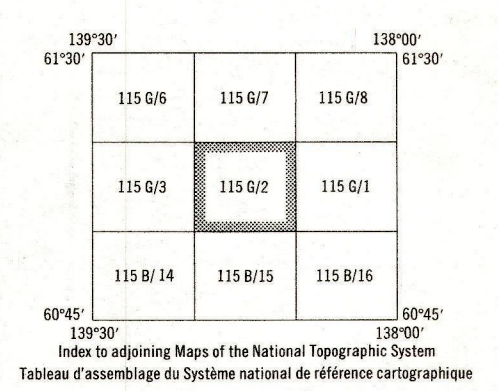 139°30' 138°00'
61°30' 61°30'
115 G/6 115 G/7 115 G/8
115 G/3 115 G/2 115 G/1
115 B/14 115 B/15 115 B/16
60°45' 60°45'
139°30' 138°00'
Index to adjoining Maps of the National Topographic System
Tableau d'assemblage du Système national de référence cartographique